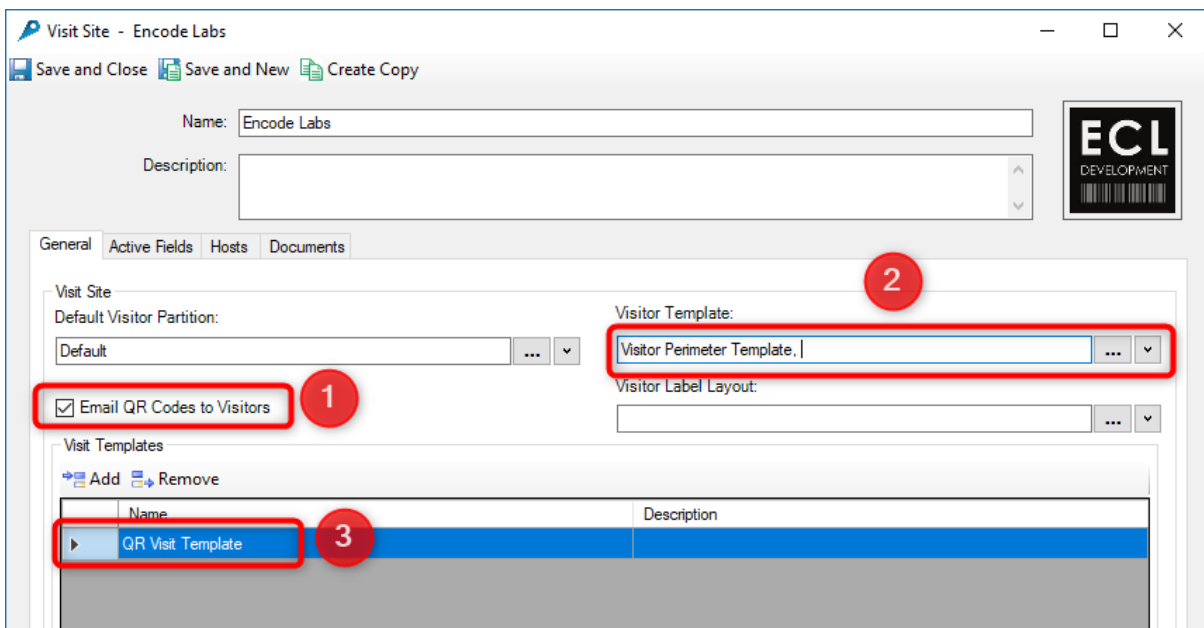 Visit Site - Encode Labs
Save and Close Save and New Create Copy
Name: Encode Labs
ECL
DEVELOPMENT
Description:
General Active Fields Hosts Documents
2
Visit Site
Default Visitor Partition: Visitor Template:
Default ... Visitor Perimeter Template, ...
1
Email QR Codes to Visitors Visitor Label Layout:
...
Visit Templates
Add Remove
Name Description
QR Visit Template 3